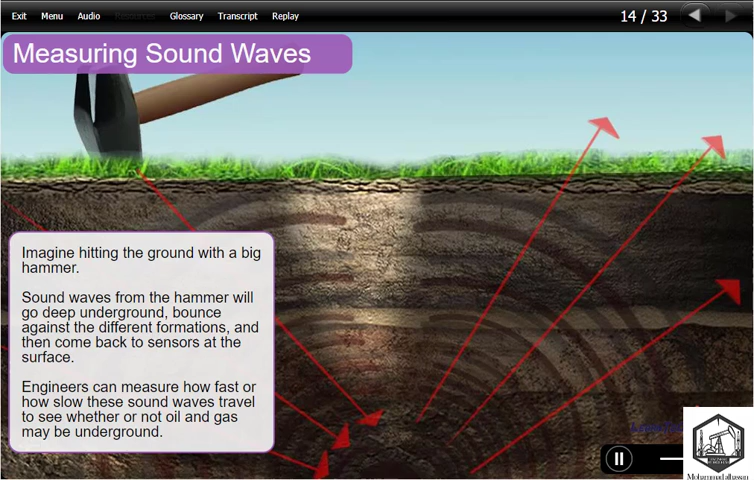 Exit Menu Audio Resources Glossary Transcript Replay 14 / 33
Measuring Sound Waves
Imagine hitting the ground with a big
hammer.
Sound waves from the hammer will
go deep underground, bounce
against the different formations, and
then come back to sensors at the
surface.
Engineers can measure how fast or
how slow these sound waves travel
to see whether or not oil and gas
may be underground.
Mohammad alhassan